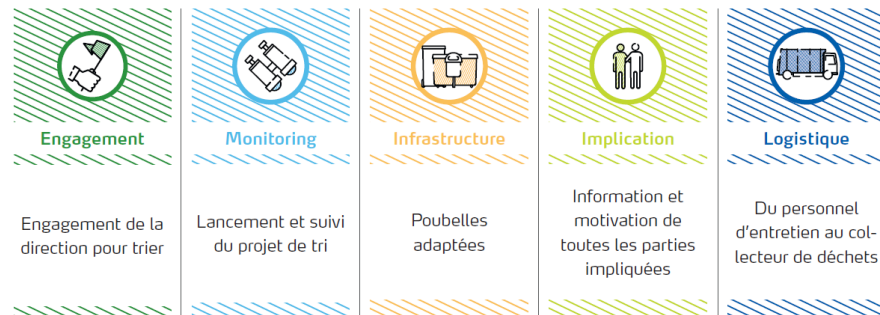 Engagement
Monitoring
Infrastructure
Implication
Logistique
Engagement de la
direction pour trier
Lancement et suivi
du projet de tri
Poubelles
adaptées
Information et
motivation de
toutes les parties
impliquées
Du personnel
d'entretien au col-
lecteur de déchets